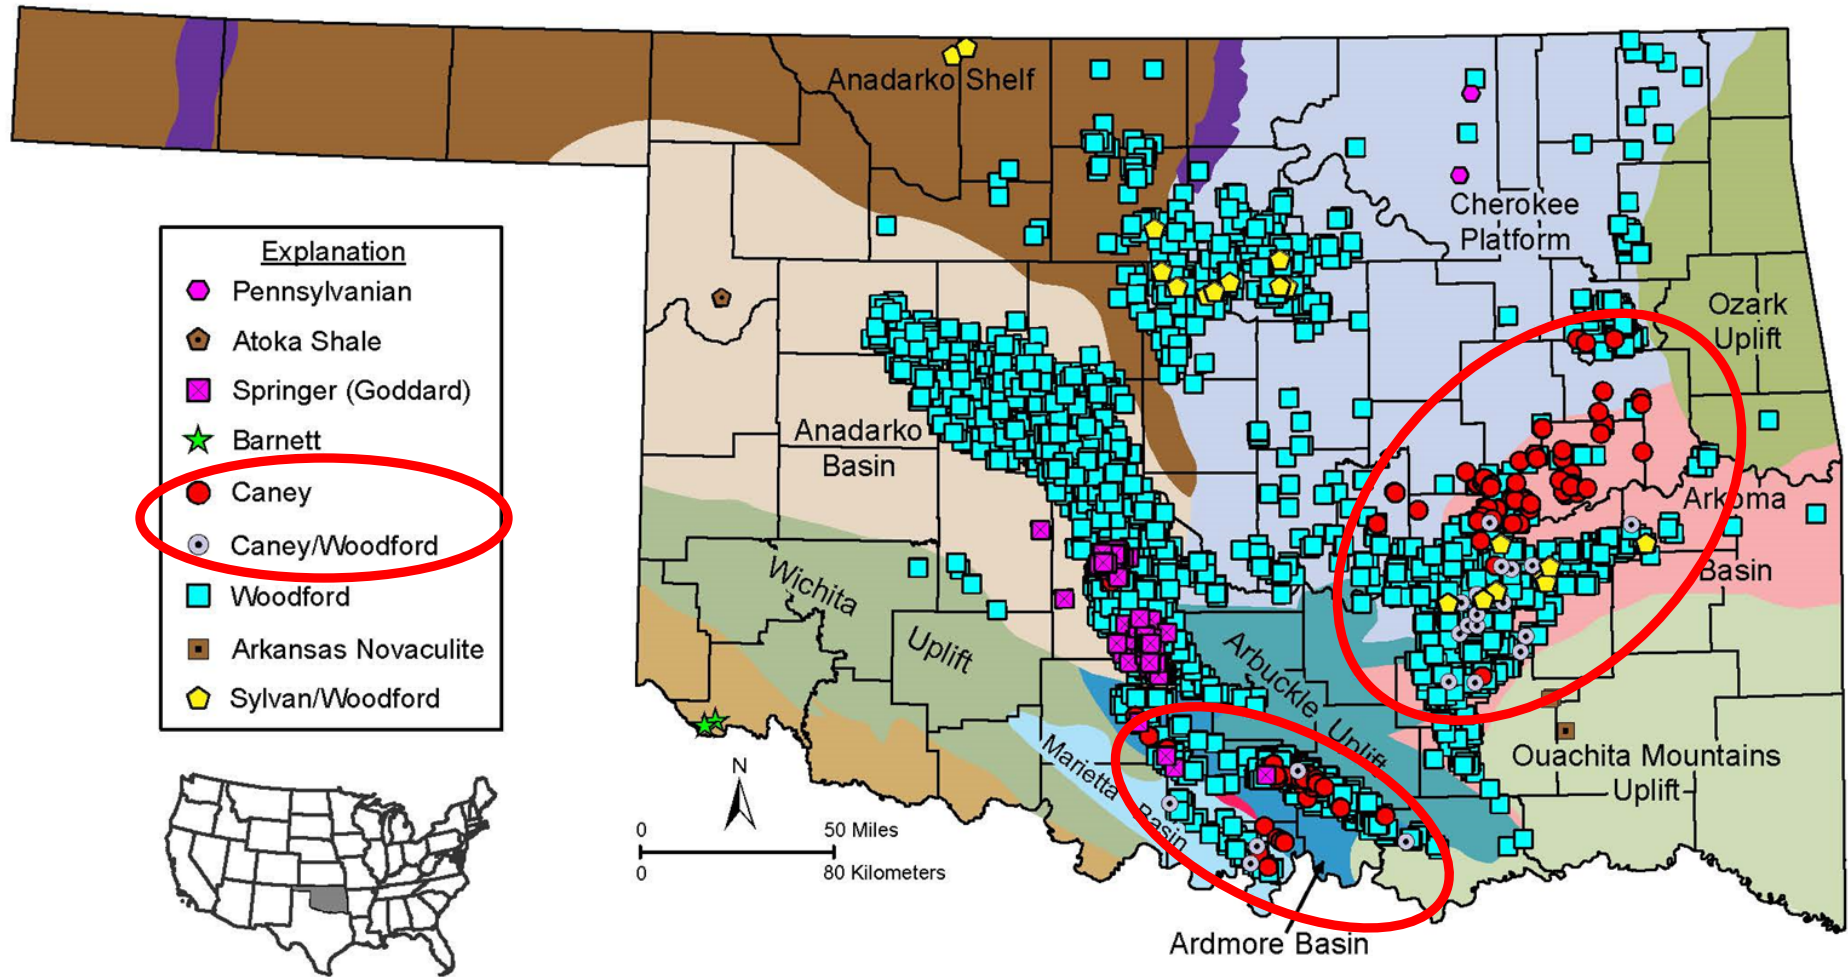 Anadarko Shelf
Cherokee
Platform
Explanation
Pennsylvanian
Atoka Shale
Springer (Goddard)
Barnett
Caney
Caney/Woodford
Woodford
Arkansas Novaculite
Sylvan/Woodford
Ozark
Uplift
Anadarko
Basin
Arkoma
Basin
Wichita
Uplift
Arbuckle Uplift
Marietta
Basin
Ouachita Mountains
Uplift
N
0 50 Miles
0 80 Kilometers
Ardmore Basin